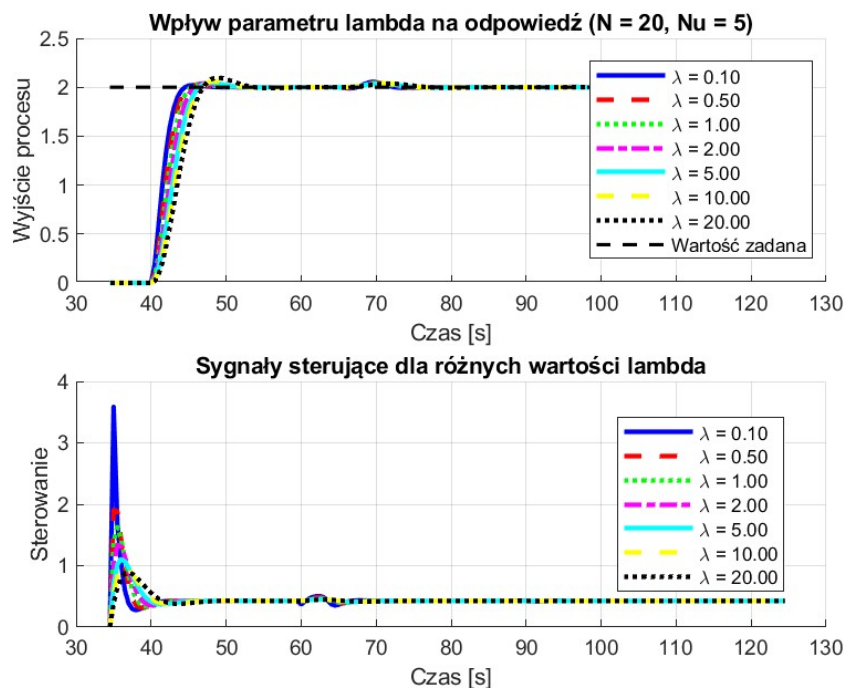 Wpływ parametru lambda na odpowiedź (N = 20, Nu = 5)
Wyjście procesu
2.5
2
1.5
1
0.5
0
λ = 0.10
λ = 0.50
λ = 1.00
λ = 2.00
λ = 5.00
λ = 10.00
λ = 20.00
Wartość zadana
30 40 50 60 70 80 90 100 110 120 130
Czas [s]
Sygnały sterujące dla różnych wartości lambda
Sterowanie
4
3
2
1
0
λ = 0.10
λ = 0.50
λ = 1.00
λ = 2.00
λ = 5.00
λ = 10.00
λ = 20.00
30 40 50 60 70 80 90 100 110 120 130
Czas [s]